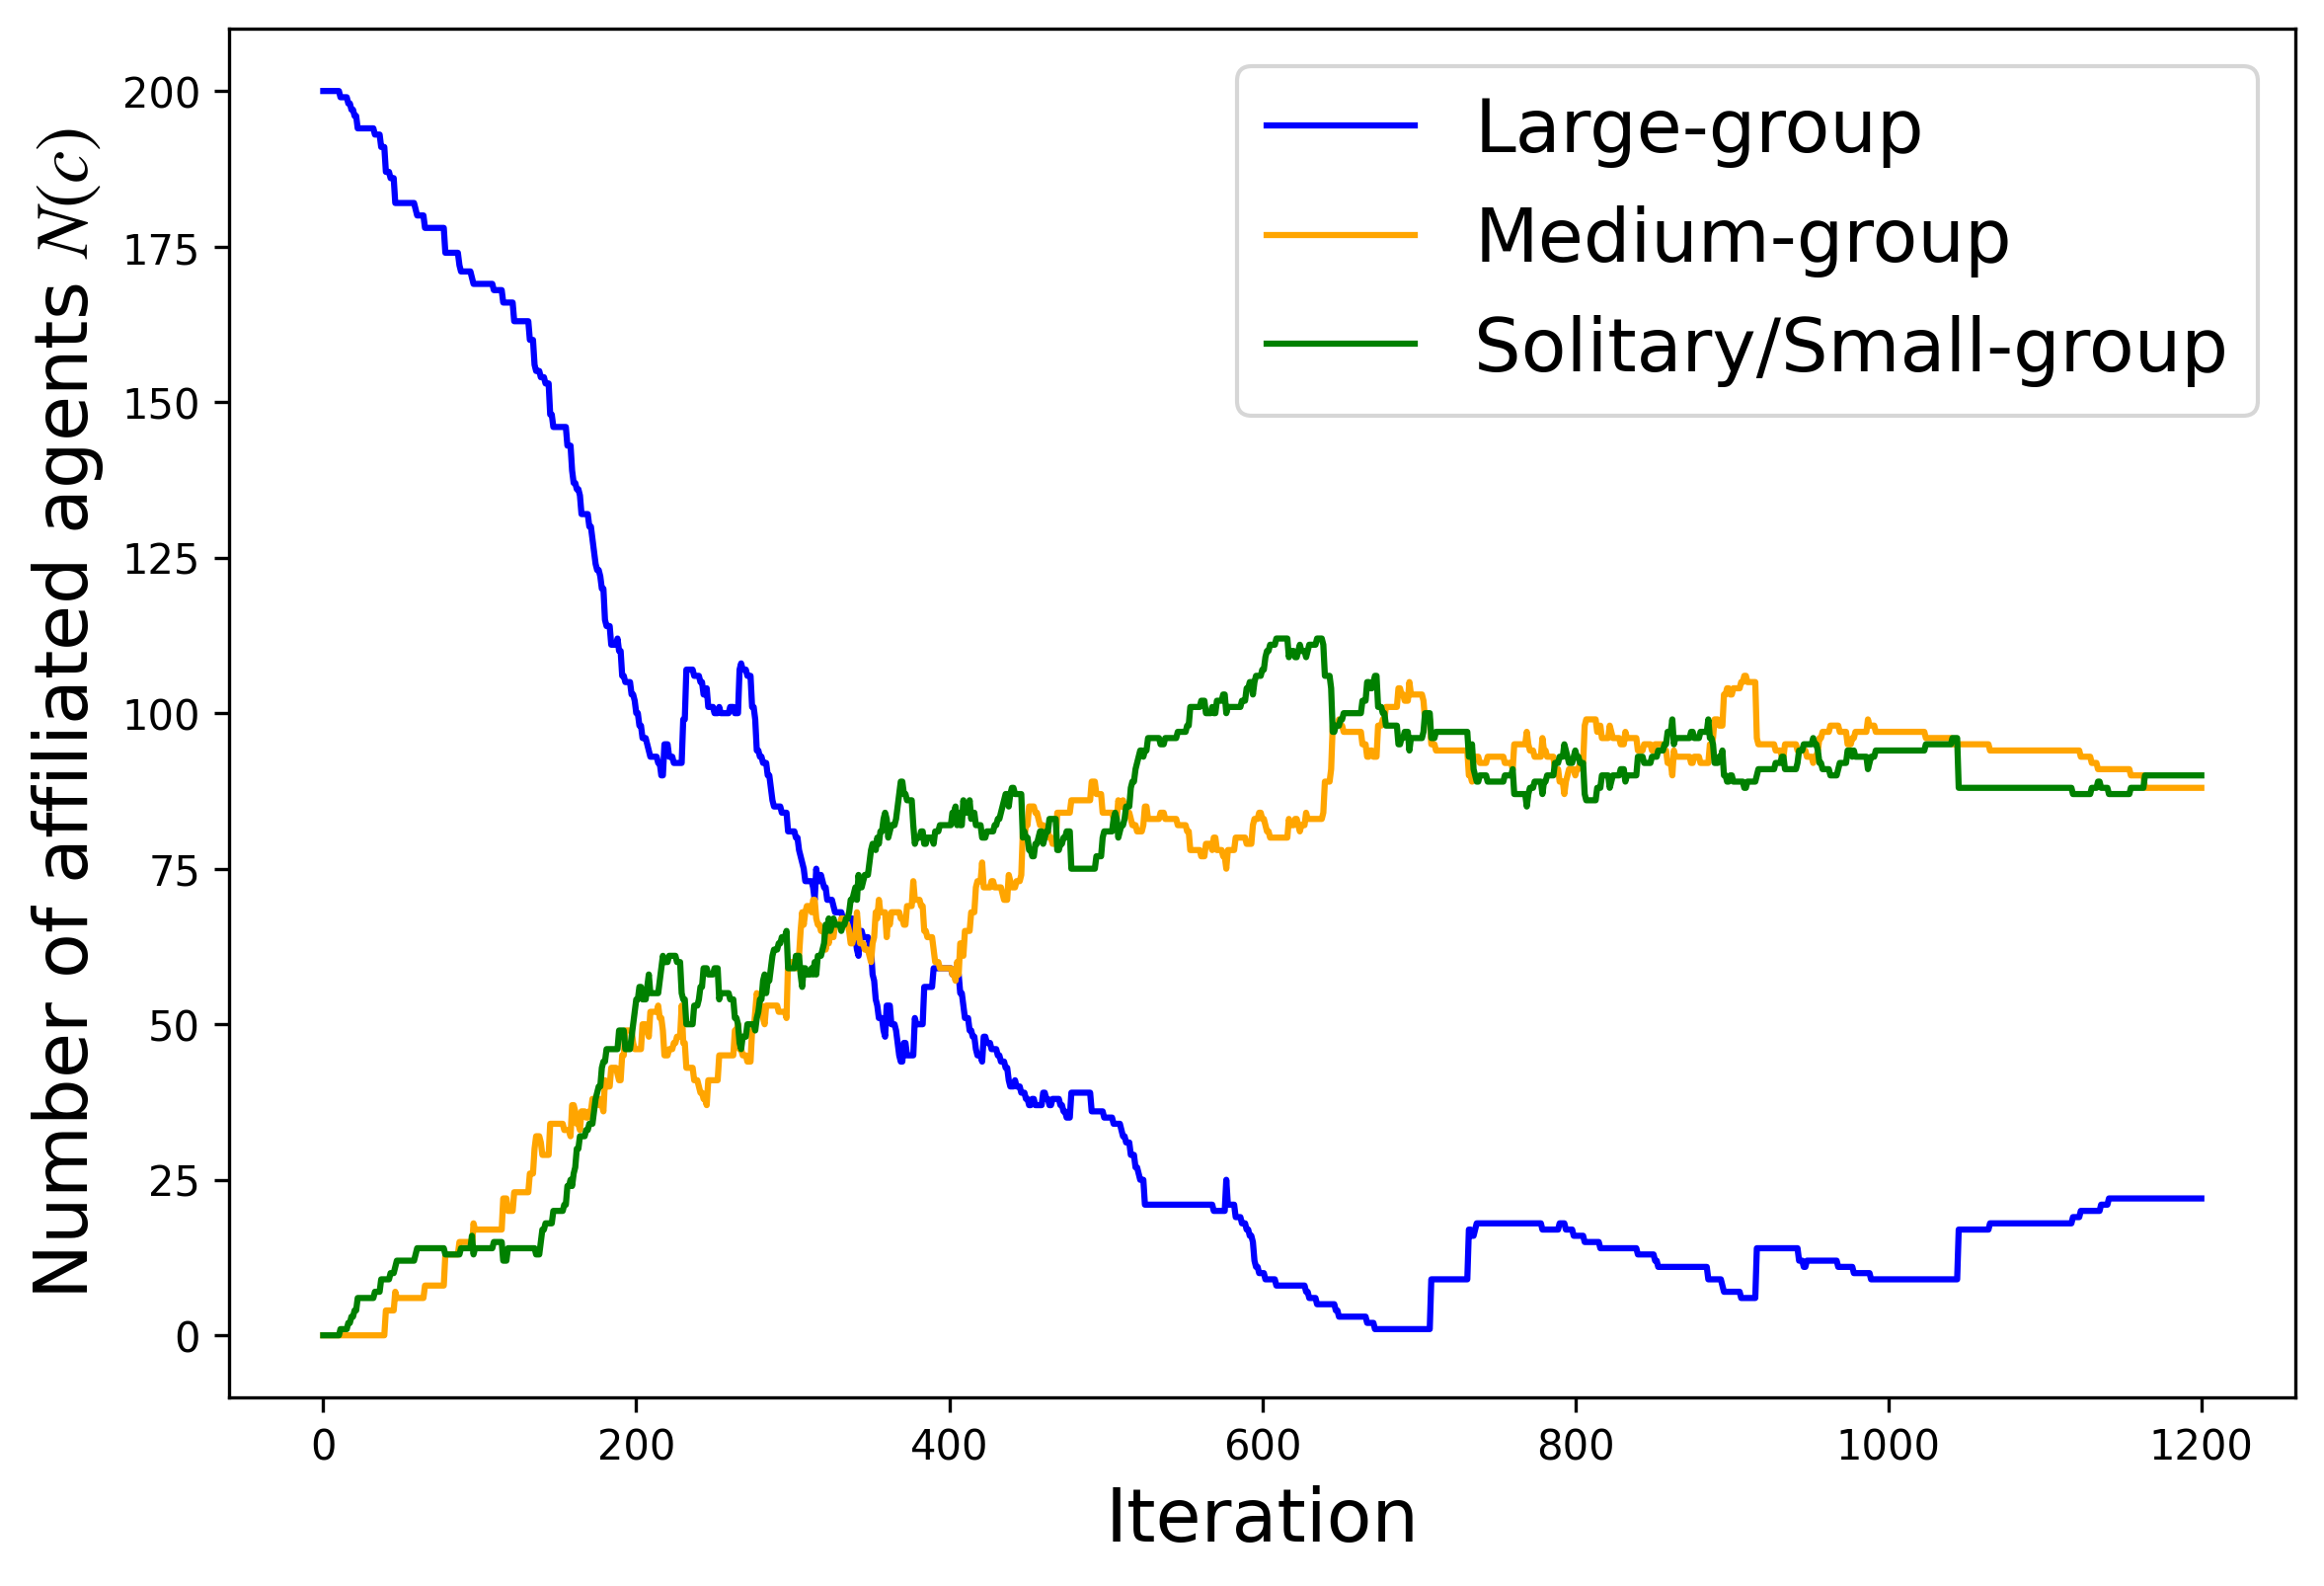 Number of affiliated agents N(c)
200
175
150
125
100
75
50
25
0
Large-group
Medium-group
Solitary/Small-group
0 200 400 600 800 1000 1200
Iteration